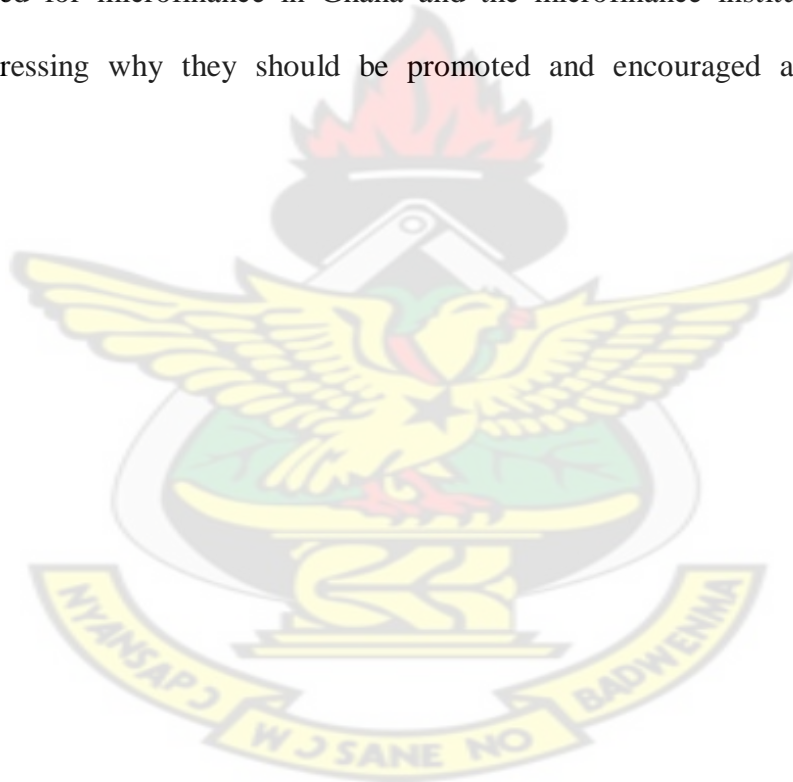 ed for microfinance in Ghana and the microfinance institu
ressing why they should be promoted and encouraged a
NYANSAPƆ
WƆSANE NO
BADWENMA